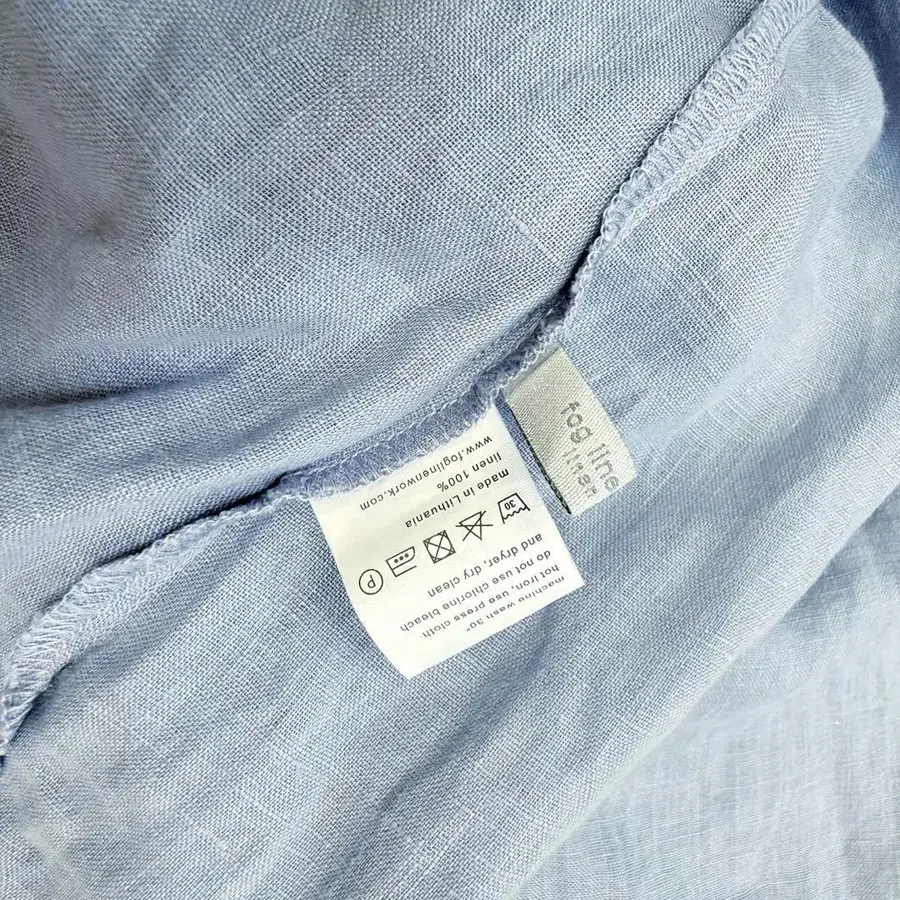 machine wash 30°
hot iron, use press cloth
do not use chlorine bleach
and dryer, dry clean
30 P
made in Lithuania
linen 100%
www.foglinenwork.com
fog line